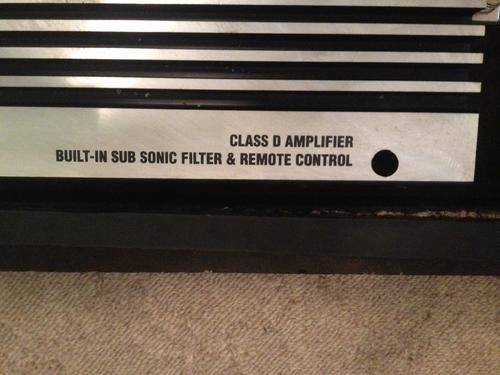 CLASS D AMPLIFIER
BUILT-IN SUB SONIC FILTER & REMOTE CONTROL